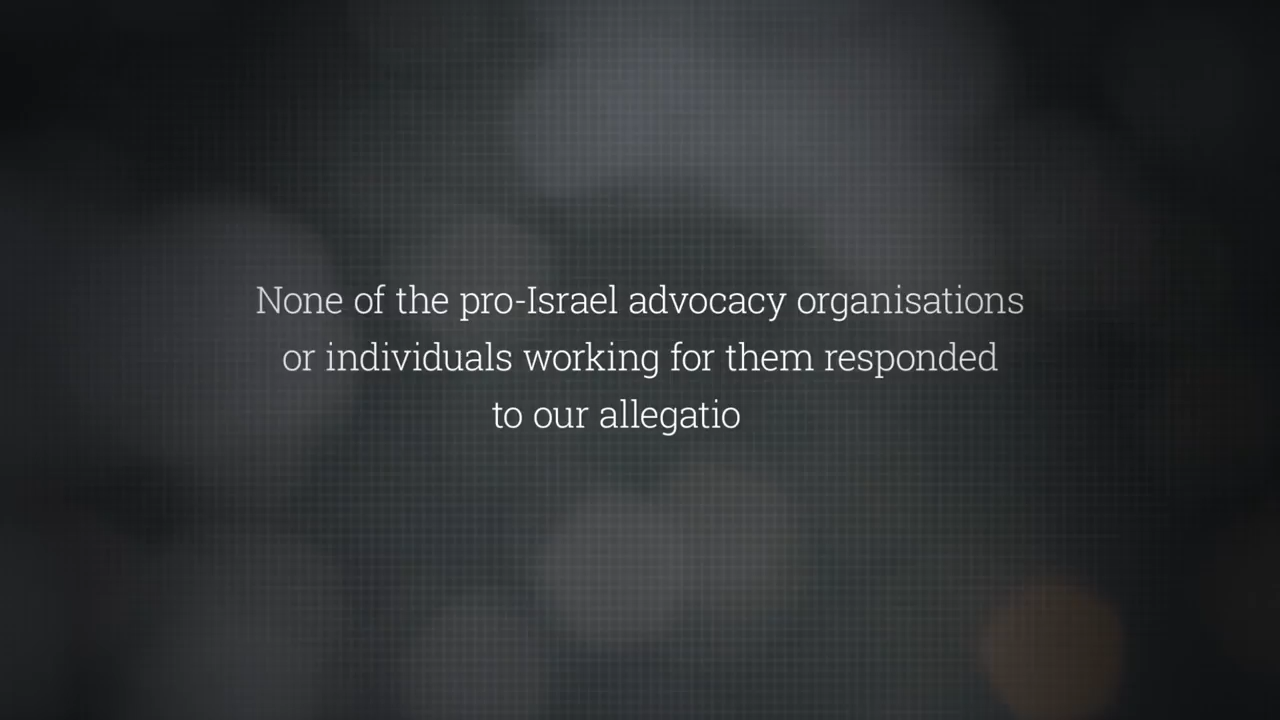 None of the pro-Israel advocacy organisations
or individuals working for them responded
to our allegatio